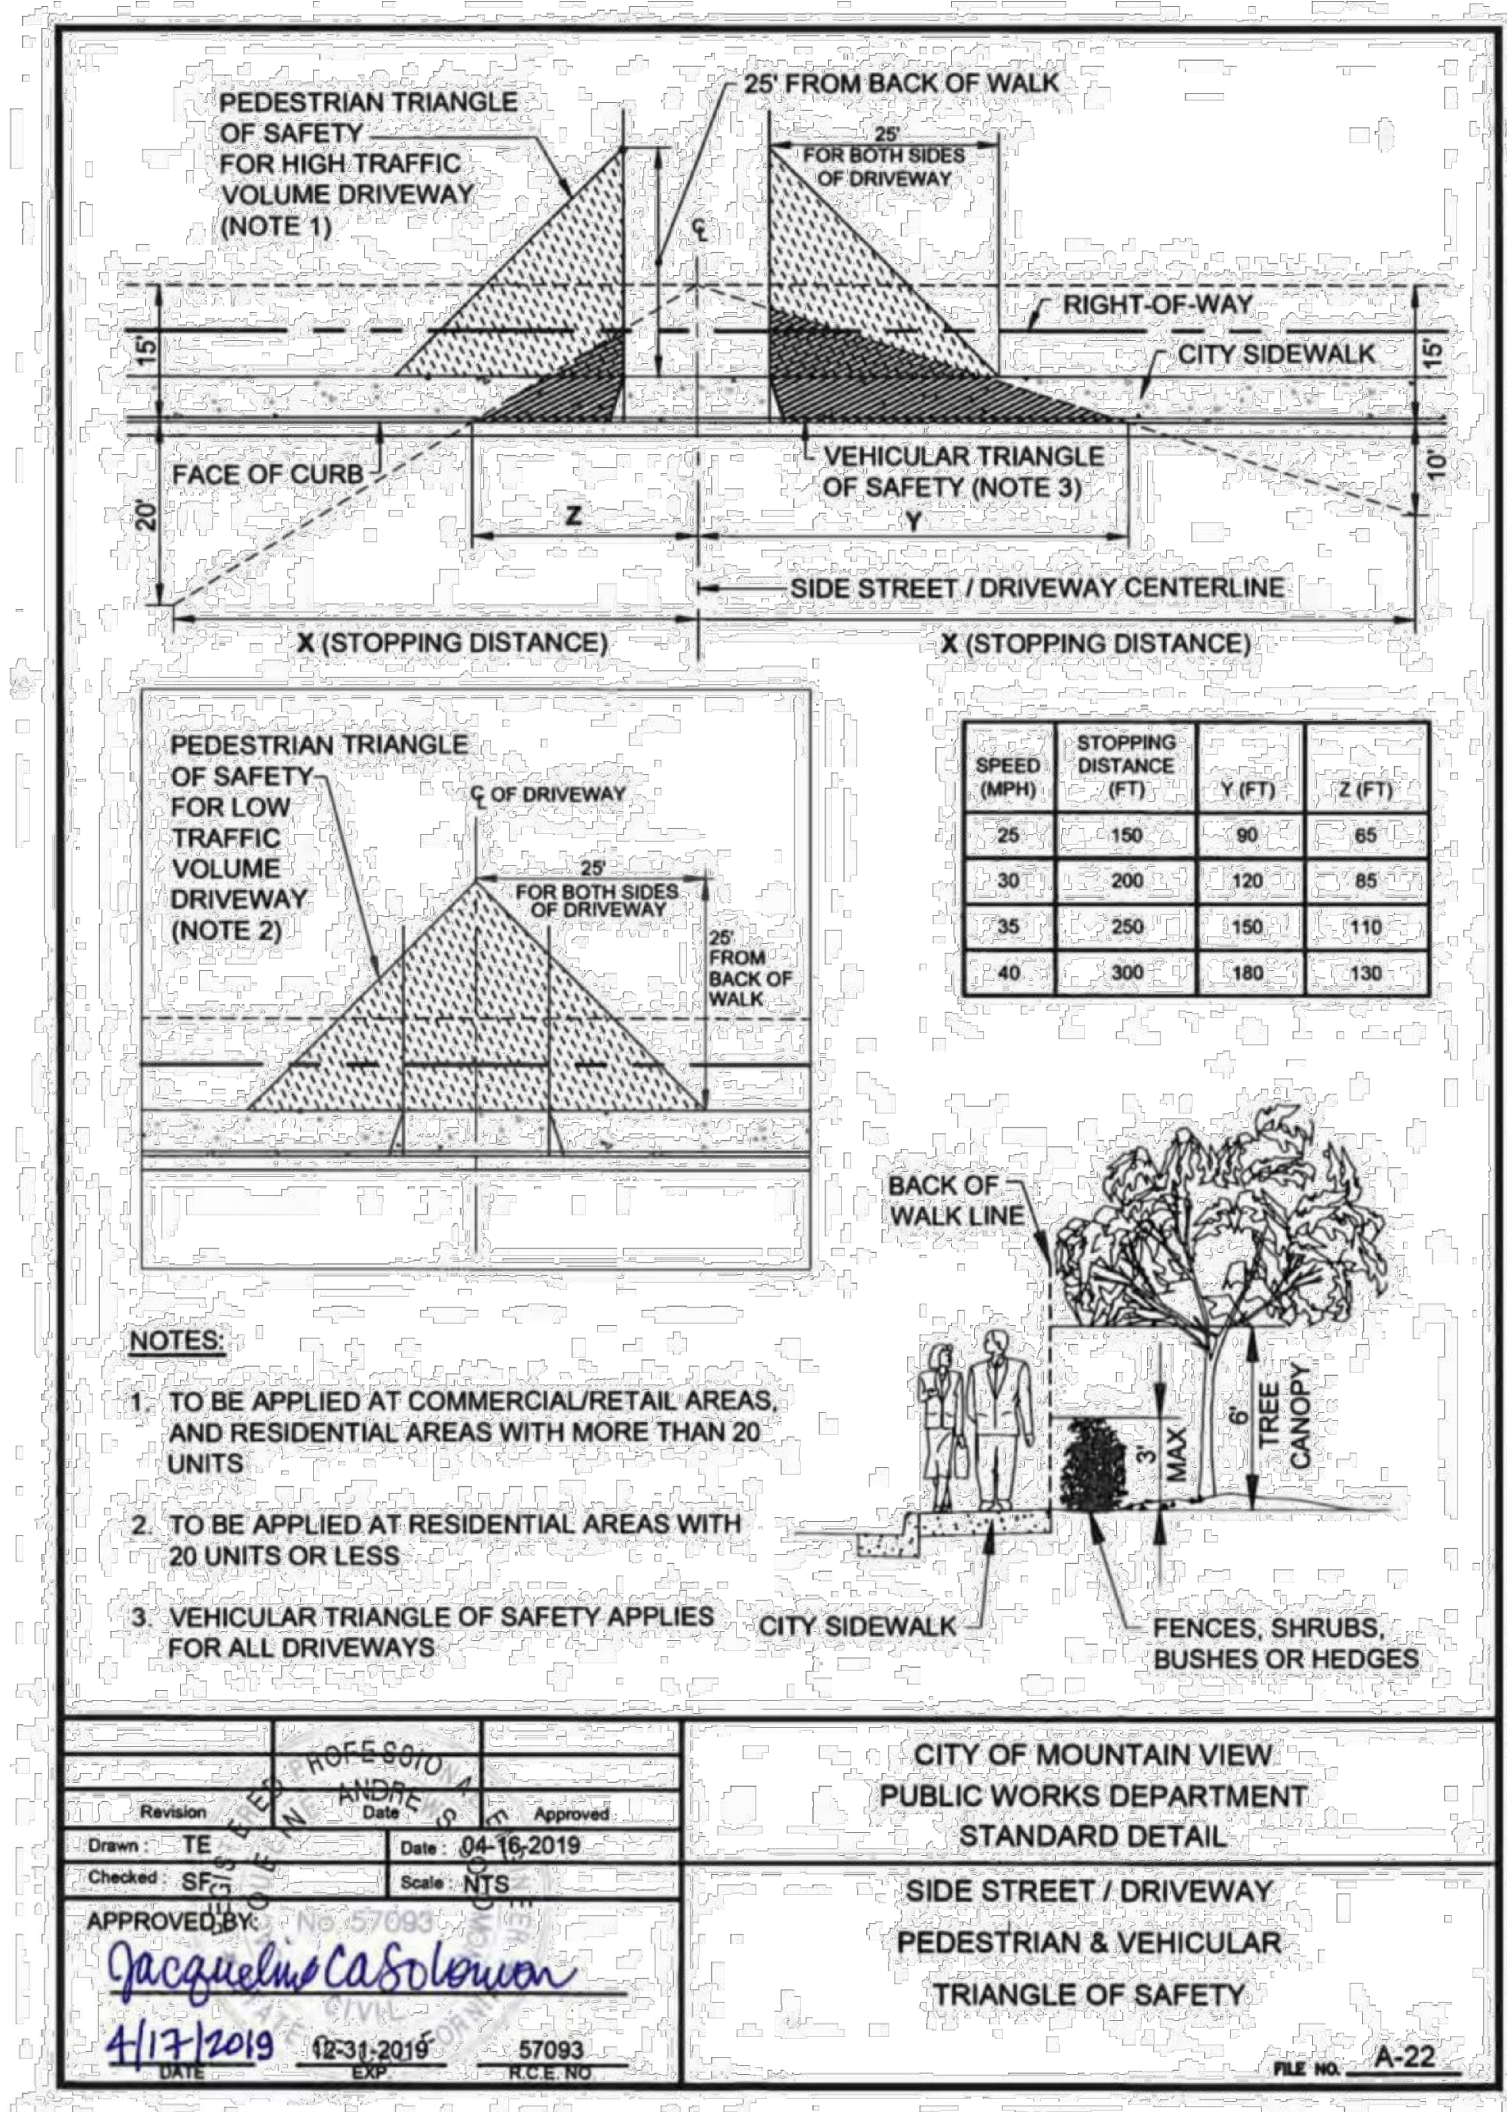 25' FROM BACK OF WALK
PEDESTRIAN TRIANGLE
OF SAFETY
FOR HIGH TRAFFIC
VOLUME DRIVEWAY
(NOTE 1)
25'
FOR BOTH SIDES
OF DRIVEWAY
CL
RIGHT-OF-WAY
CITY SIDEWALK
15'
15'
FACE OF CURB
VEHICULAR TRIANGLE
OF SAFETY (NOTE 3)
10'
20'
Z
Y
SIDE STREET / DRIVEWAY CENTERLINE
X (STOPPING DISTANCE)
X (STOPPING DISTANCE)
PEDESTRIAN TRIANGLE
OF SAFETY
FOR LOW
TRAFFIC
VOLUME
DRIVEWAY
(NOTE 2)
CL OF DRIVEWAY
25'
FOR BOTH SIDES
OF DRIVEWAY
25'
FROM
BACK OF
WALK
SPEED (MPH) STOPPING DISTANCE (FT) Y (FT) Z (FT)
25 150 90 65
30 200 120 85
35 250 150 110
40 300 180 130
BACK OF
WALK LINE
3'
MAX
6'
TREE
CANOPY
CITY SIDEWALK
FENCES, SHRUBS,
BUSHES OR HEDGES
NOTES:
1. TO BE APPLIED AT COMMERCIAL/RETAIL AREAS,
AND RESIDENTIAL AREAS WITH MORE THAN 20
UNITS
2. TO BE APPLIED AT RESIDENTIAL AREAS WITH
20 UNITS OR LESS
3. VEHICULAR TRIANGLE OF SAFETY APPLIES
FOR ALL DRIVEWAYS
Revision Date Approved
Drawn : TE Date : 04-16-2019
Checked : SF Scale : NTS
APPROVED BY:
No. 57093
Jacqueline CA Solomon
CIVIL
4/17/2019 12-31-2019 57093
DATE EXP R.C.E. NO
CITY OF MOUNTAIN VIEW
PUBLIC WORKS DEPARTMENT
STANDARD DETAIL
SIDE STREET / DRIVEWAY
PEDESTRIAN & VEHICULAR
TRIANGLE OF SAFETY
FILE NO. A-22